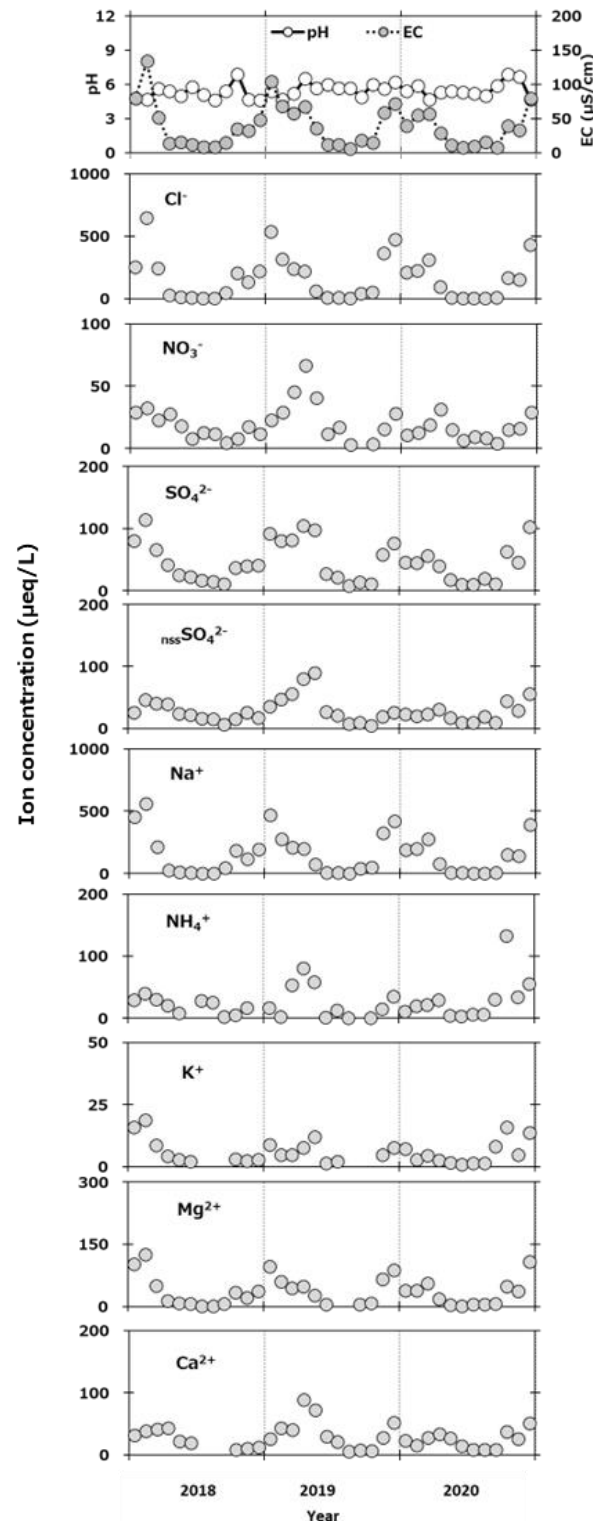 12
9
6
3
0
pH
pH
EC
200
150
100
50
0
EC (µS/cm)
Ion concentration (µeq/L)
1000
500
0
Cl⁻
100
50
0
NO₃⁻
200
100
0
SO₄²⁻
200
100
0
nssSO₄²⁻
1000
500
0
Na⁺
200
100
0
NH₄⁺
50
25
0
K⁺
300
150
0
Mg²⁺
200
100
0
Ca²⁺
2018 2019 2020
Year